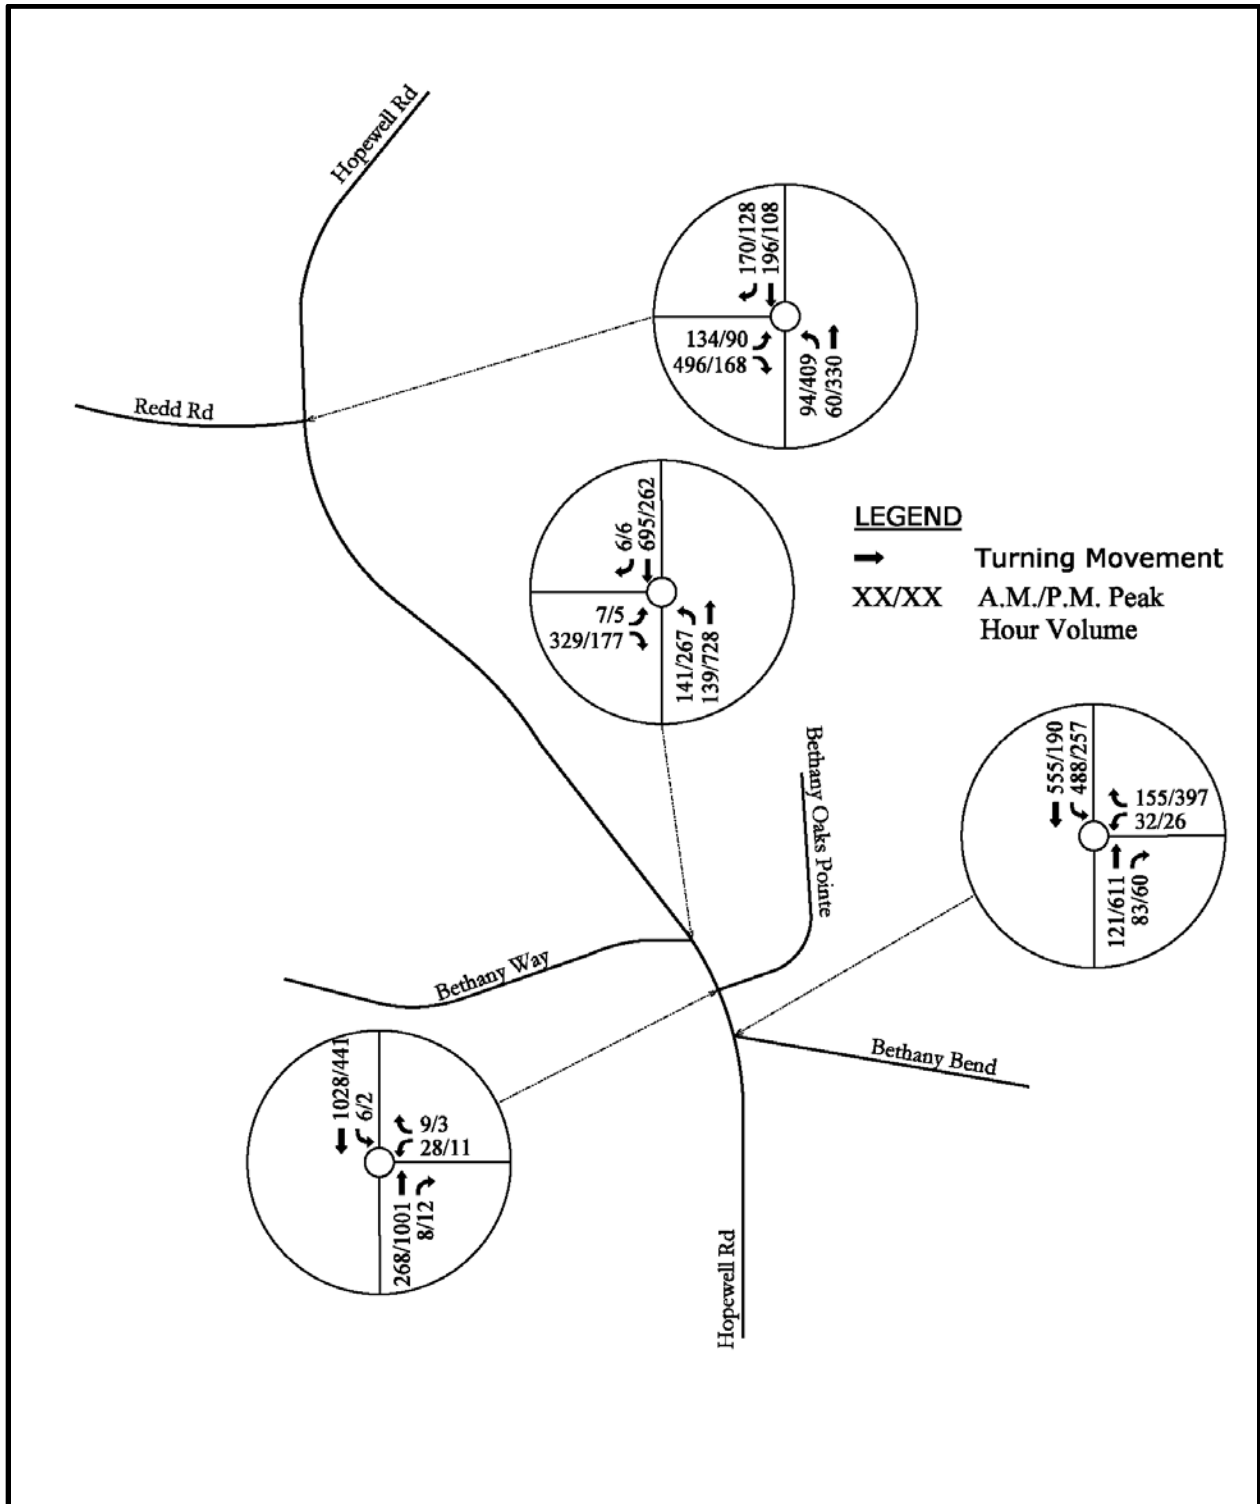 Hopewell Rd
170/128
196/108
134/90
496/168
94/409
60/330
Redd Rd
6/6
695/262
7/5
329/177
141/267
139/728
LEGEND
Turning Movement
XX/XX A.M./P.M. Peak
Hour Volume
Bethany Oaks Pointe
555/190
488/257
155/397
32/26
121/611
83/60
Bethany Way
Bethany Bend
1028/441
6/2
9/3
28/11
268/1001
8/12
Hopewell Rd